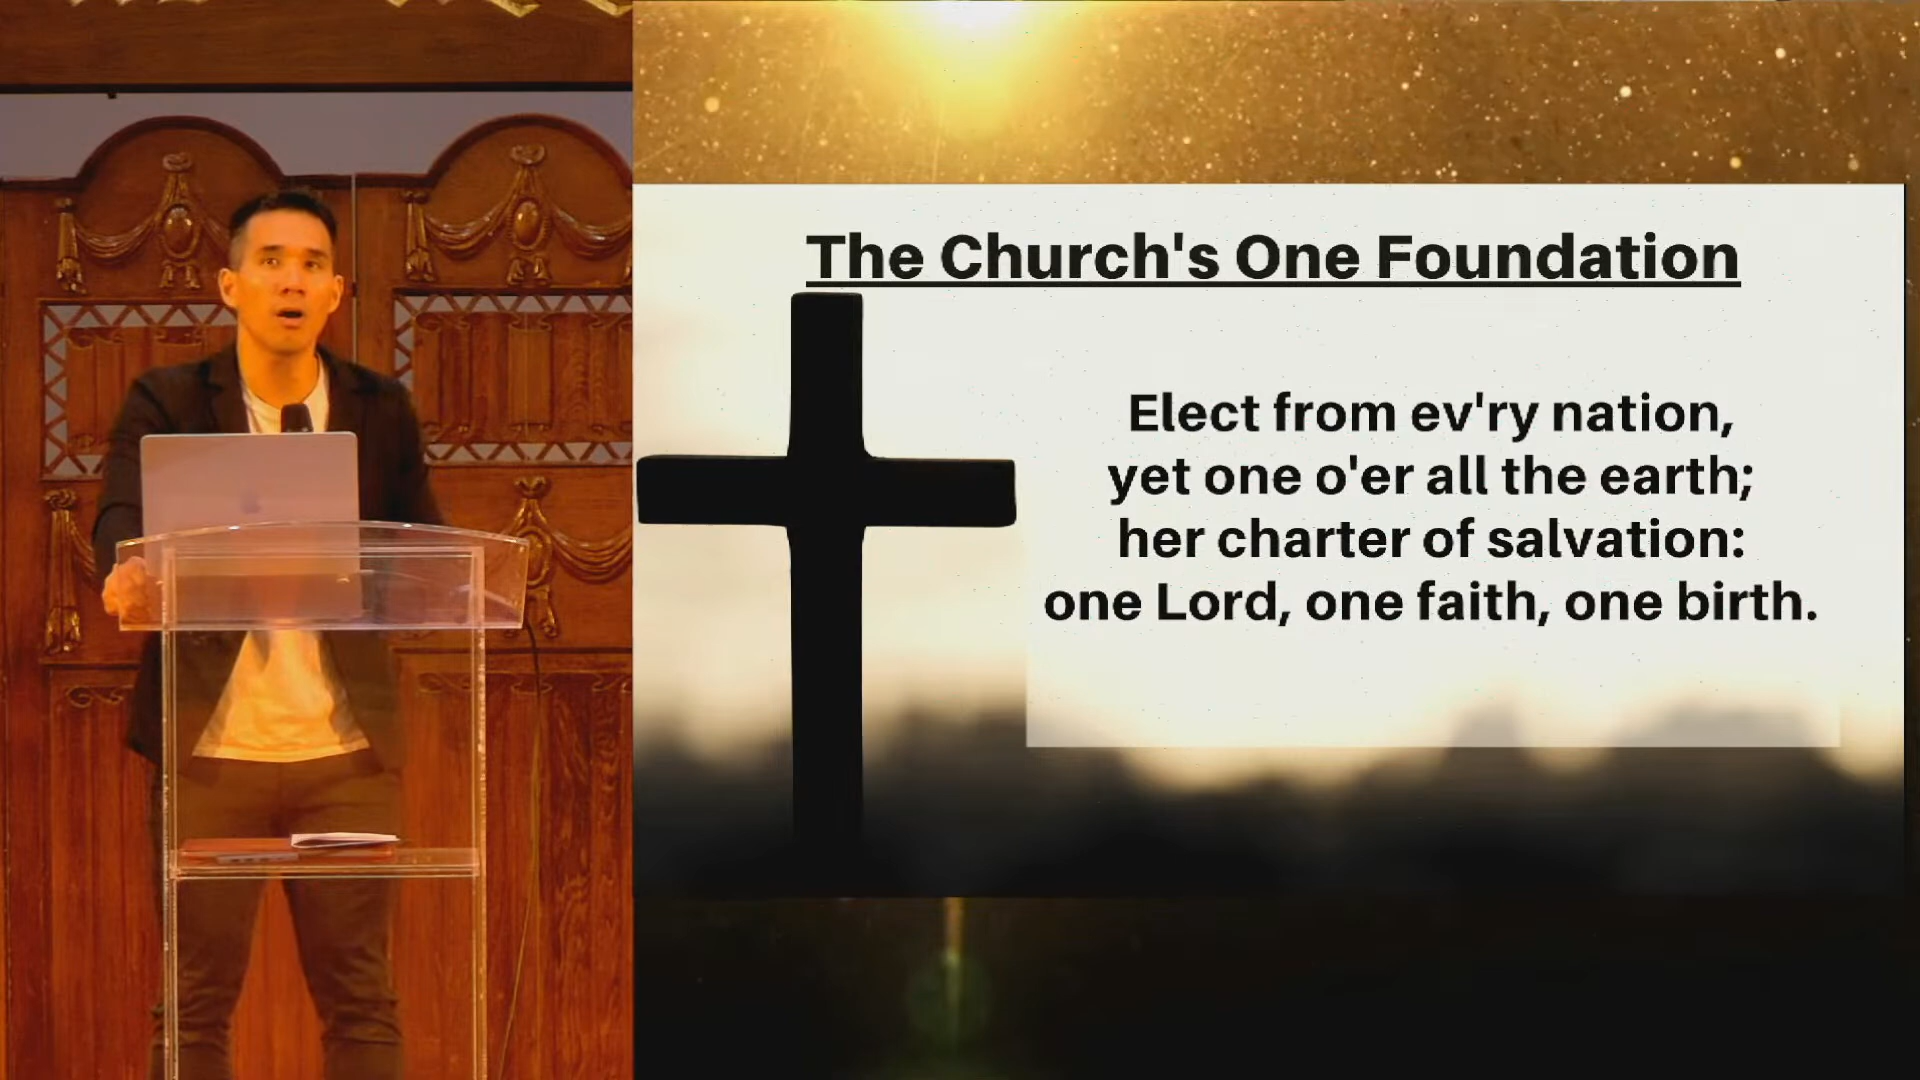 The Church's One Foundation
Elect from ev'ry nation,
yet one o'er all the earth;
her charter of salvation:
one Lord, one faith, one birth.